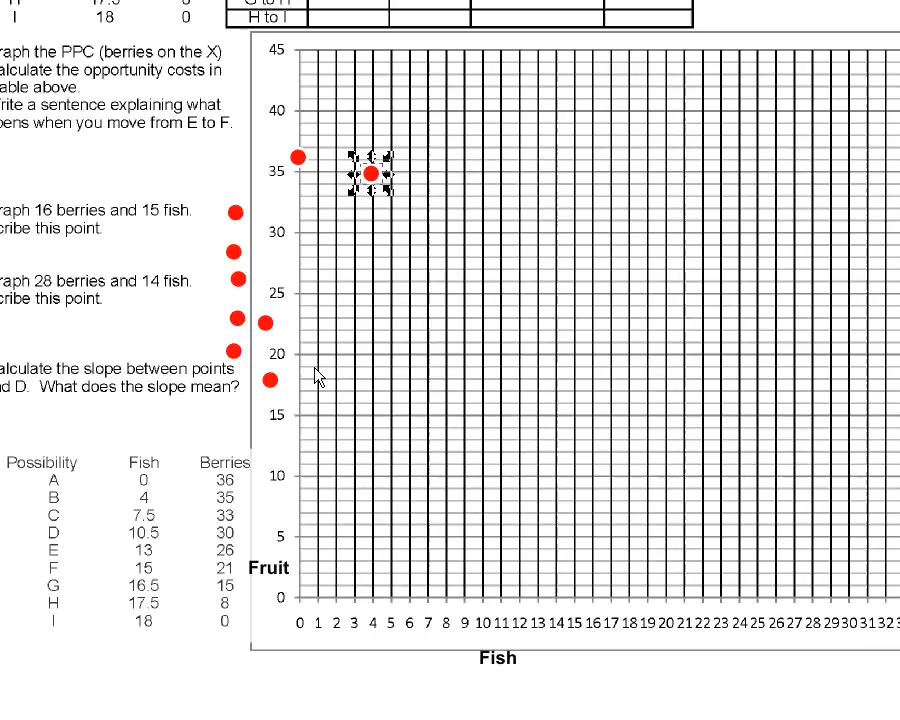 I 18 0 H to I
raph the PPC (berries on the X)
alculate the opportunity costs in
able above.
rite a sentence explaining what
pens when you move from E to F.
raph 16 berries and 15 fish.
cribe this point.
raph 28 berries and 14 fish.
cribe this point.
alculate the slope between points
d D. What does the slope mean?
Possibility Fish Berries
A 0 36
B 4 35
C 7.5 33
D 10.5 30
E 13 26
F 15 21
G 16.5 15
H 17.5 8
I 18 0
45
40
35
30
25
20
15
10
5
0
Fruit
0 1 2 3 4 5 6 7 8 9 10 11 12 13 14 15 16 17 18 19 20 21 22 23 24 25 26 27 28 29 30 31 32
Fish